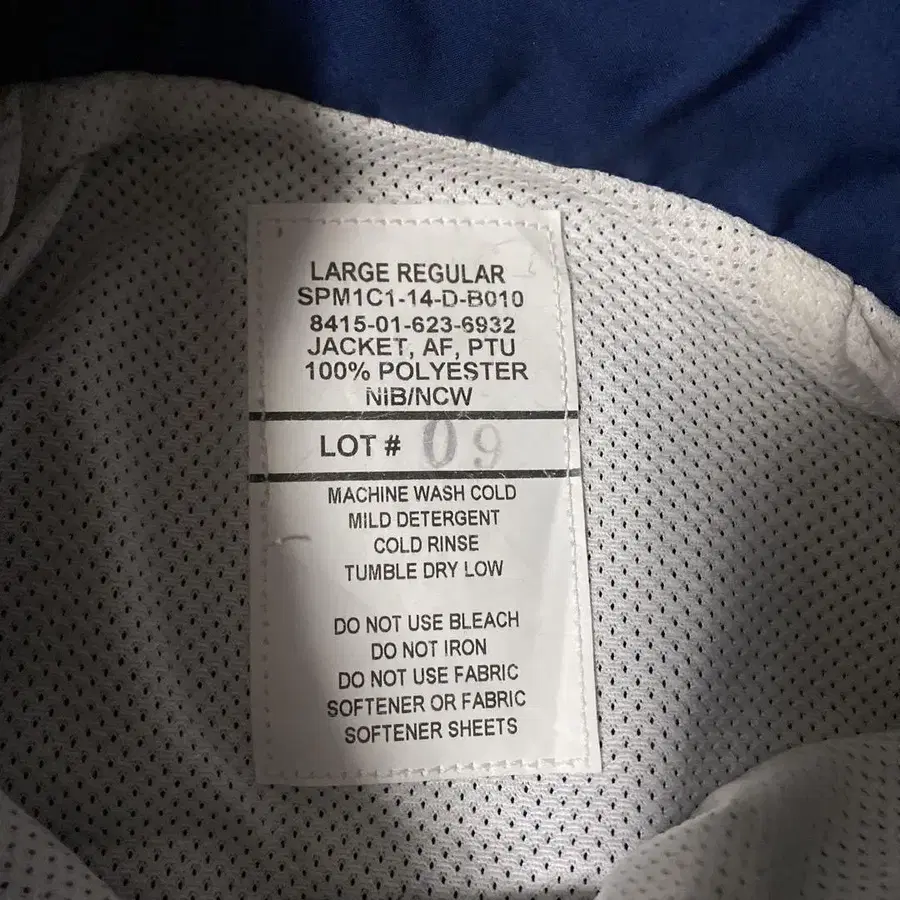 LARGE REGULAR
SPM1C1-14-D-B010
8415-01-623-6932
JACKET, AF, PTU
100% POLYESTER
NIB/NCW
LOT # 09
MACHINE WASH COLD
MILD DETERGENT
COLD RINSE
TUMBLE DRY LOW
DO NOT USE BLEACH
DO NOT IRON
DO NOT USE FABRIC
SOFTENER OR FABRIC
SOFTENER SHEETS